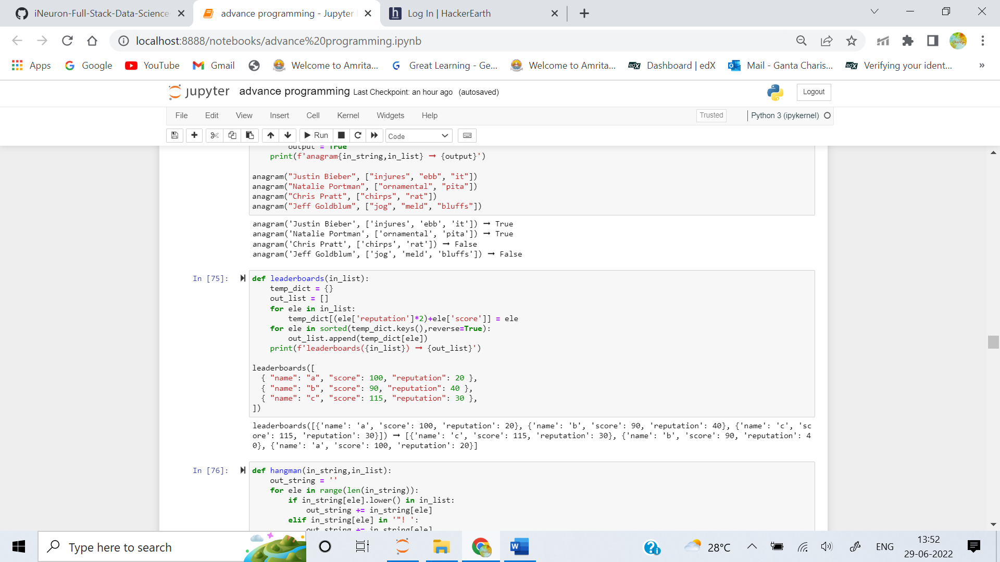 iNeuron-Full-Stack-Data-Science
advance programming - Jupyter
Log In | HackerEarth
localhost:8888/notebooks/advance%20programming.ipynb
Apps
Google
YouTube
Gmail
Welcome to Amrita...
Great Learning - Ge...
Welcome to Amrita...
Dashboard | edX
Mail - Ganta Charis...
Verifying your ident...
»
jupyter
advance programming Last Checkpoint: an hour ago (autosaved)
Logout
File
Edit
View
Insert
Cell
Kernel
Widgets
Help
Trusted
Python 3 (ipykernel)
Run
Code
output = True
print(f'anagram{in_string,in_list} ➞ {output}')
anagram("Justin Bieber", ["injures", "ebb", "it"])
anagram("Natalie Portman", ["ornamental", "pita"])
anagram("Chris Pratt", ["chirps", "rat"])
anagram("Jeff Goldblum", ["jog", "meld", "bluffs"])
anagram('Justin Bieber', ['injures', 'ebb', 'it']) ➞ True
anagram('Natalie Portman', ['ornamental', 'pita']) ➞ True
anagram('Chris Pratt', ['chirps', 'rat']) ➞ False
anagram('Jeff Goldblum', ['jog', 'meld', 'bluffs']) ➞ False
In [75]:
def leaderboards(in_list):
temp_dict = {}
out_list = []
for ele in in_list:
temp_dict[(ele['reputation']*2)+ele['score']] = ele
for ele in sorted(temp_dict.keys(),reverse=True):
out_list.append(temp_dict[ele])
print(f'leaderboards({in_list}) ➞ {out_list}')
leaderboards([
{ "name": "a", "score": 100, "reputation": 20 },
{ "name": "b", "score": 90, "reputation": 40 },
{ "name": "c", "score": 115, "reputation": 30 },
])
leaderboards([{'name': 'a', 'score': 100, 'reputation': 20}, {'name': 'b', 'score': 90, 'reputation': 40}, {'name': 'c', 'sc
ore': 115, 'reputation': 30}]) ➞ [{'name': 'c', 'score': 115, 'reputation': 30}, {'name': 'b', 'score': 90, 'reputation': 4
0}, {'name': 'a', 'score': 100, 'reputation': 20}]
In [76]:
def hangman(in_string,in_list):
out_string = ''
for ele in range(len(in_string)):
if in_string[ele].lower() in in_list:
out_string += in_string[ele]
elif in_string[ele] in '"! ':
out_string += in_string[ele]
Type here to search
28°C
ENG
13:52
29-06-2022